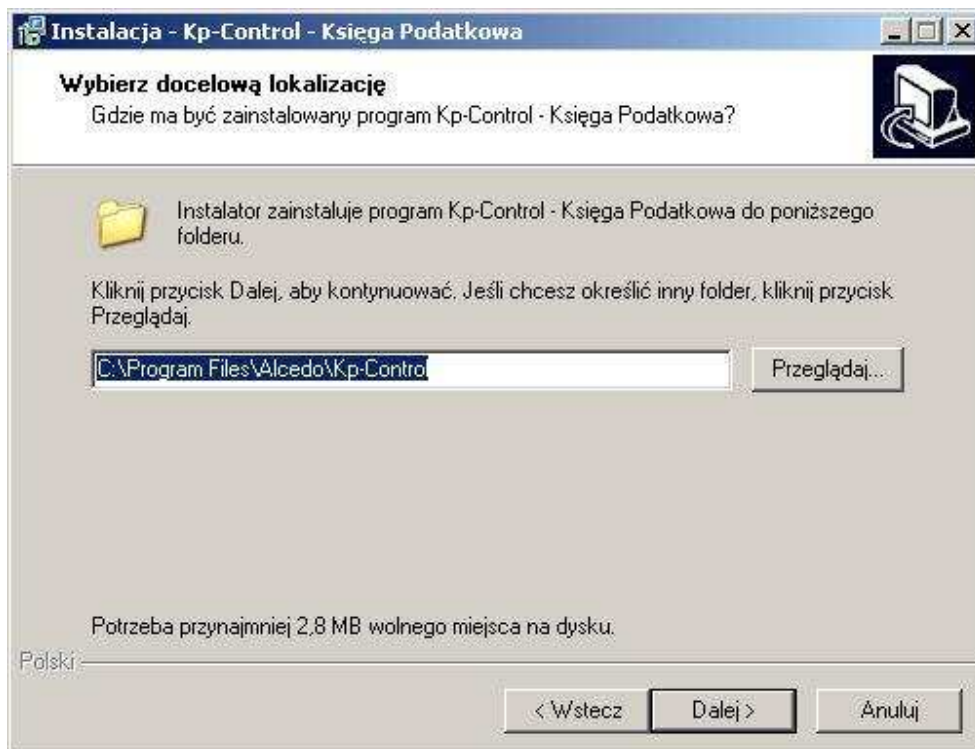 Instalacja - Kp-Control - Księga Podatkowa
Wybierz docelową lokalizację
Gdzie ma być zainstalowany program Kp-Control - Księga Podatkowa?
Instalator zainstaluje program Kp-Control - Księga Podatkowa do poniższego
folderu.
Kliknij przycisk Dalej, aby kontynuować. Jeśli chcesz określić inny folder, kliknij przycisk
Przeglądaj.
C:\Program Files\Alcedo\Kp-Control
Przeglądaj...
Potrzeba przynajmniej 2,8 MB wolnego miejsca na dysku.
Polski
< Wstecz
Dalej >
Anuluj